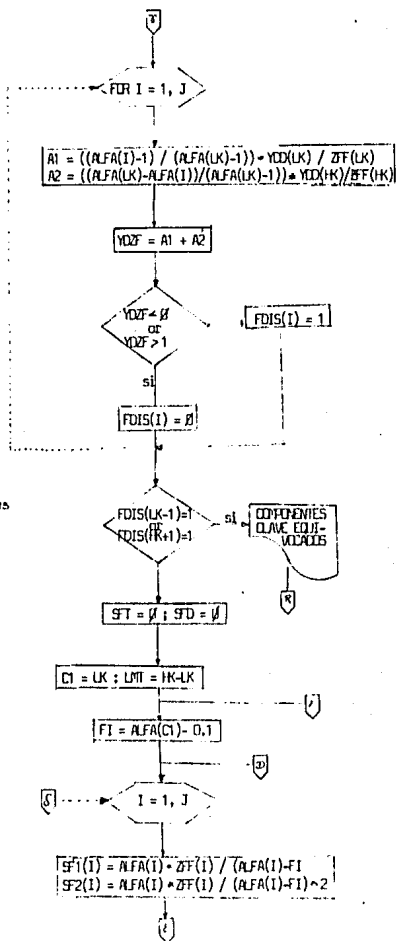 FOR I = 1, J
A1 = ((ALFA(I)-1) / (ALFA(LK)-1)) * YDD(LK) / ZFF(LK)
A2 = ((ALFA(LK)-ALFA(I))/(ALFA(LK)-1)) * YDD(HK)/ZFF(HK)
YDZF = A1 + A2
YDZF < Ø
or
YDZF > 1
FDIS(I) = 1
si
FDIS(I) = Ø
FDIS(LK-1)=1
OR
FDIS(HK+1)=1
si
COMPONENTES
CLAVE EQUI-
VOCADOS
R
SFT = Ø ; SFD = Ø
C1 = LK ; LMT = HK-LK
FI = ALFA(C1)- 0.1
D
I = 1, J
SF1(I) = ALFA(I) * ZFF(I) / (ALFA(I)-FI
SF2(I) = ALFA(I) * ZFF(I) / (ALFA(I)-FI) ^ 2